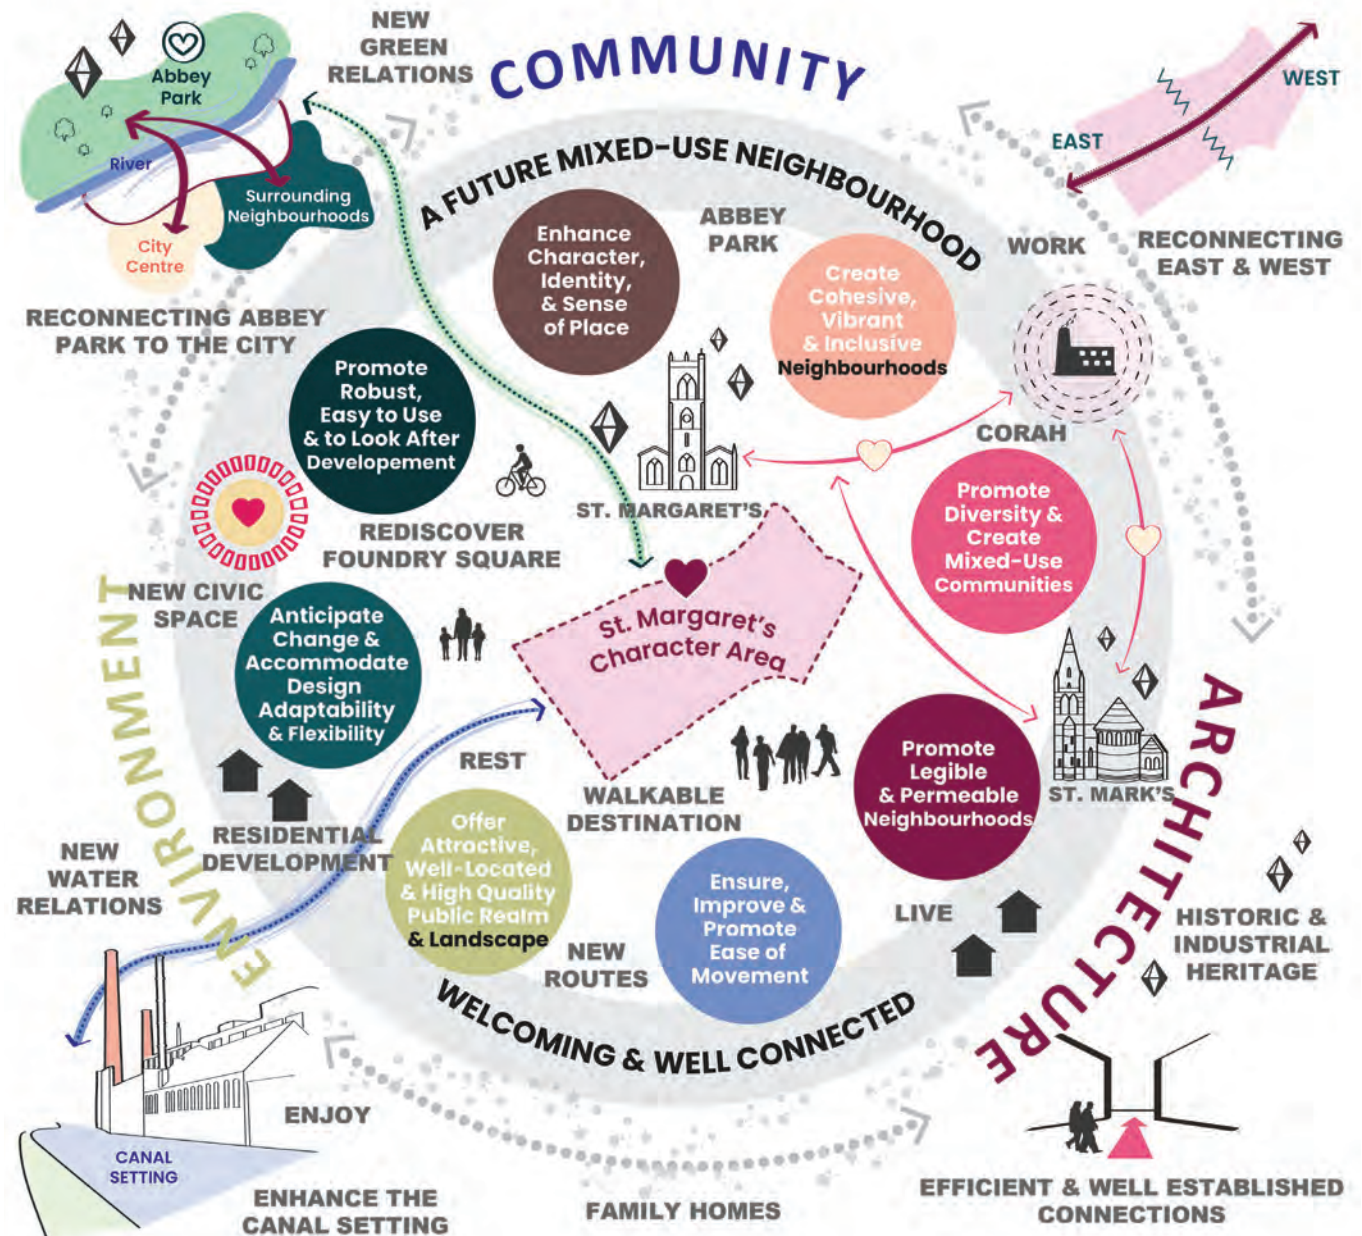 NEW
GREEN
RELATIONS
COMMUNITY
Abbey
Park
River
Surrounding
Neighbourhoods
City
Centre
RECONNECTING ABBEY
PARK TO THE CITY
WEST
EAST
RECONNECTING
EAST & WEST
A FUTURE MIXED-USE NEIGHBOURHOOD
ABBEY
PARK
WORK
Enhance
Character,
Identity,
& Sense
of Place
Create
Cohesive,
Vibrant
& Inclusive
Neighbourhoods
Promote
Robust,
Easy to Use
& to Look After
Developement
CORAH
ST. MARGARET'S
REDISCOVER
FOUNDRY SQUARE
Promote
Diversity &
Create
Mixed-Use
Communities
NEW CIVIC
SPACE
ENVIRONMENT
Anticipate
Change &
Accommodate
Design
Adaptability
& Flexibility
St. Margaret's
Character Area
ARCHITECTURE
REST
WALKABLE
DESTINATION
Promote
Legible
& Permeable
Neighbourhoods
ST. MARK'S
RESIDENTIAL
DEVELOPMENT
NEW
WATER
RELATIONS
Offer
Attractive,
Well-Located
& High Quality
Public Realm
& Landscape
Ensure,
Improve &
Promote
Ease of
Movement
NEW
ROUTES
LIVE
HISTORIC &
INDUSTRIAL
HERITAGE
WELCOMING & WELL CONNECTED
ENJOY
CANAL
SETTING
ENHANCE THE
CANAL SETTING
FAMILY HOMES
EFFICIENT & WELL ESTABLISHED
CONNECTIONS